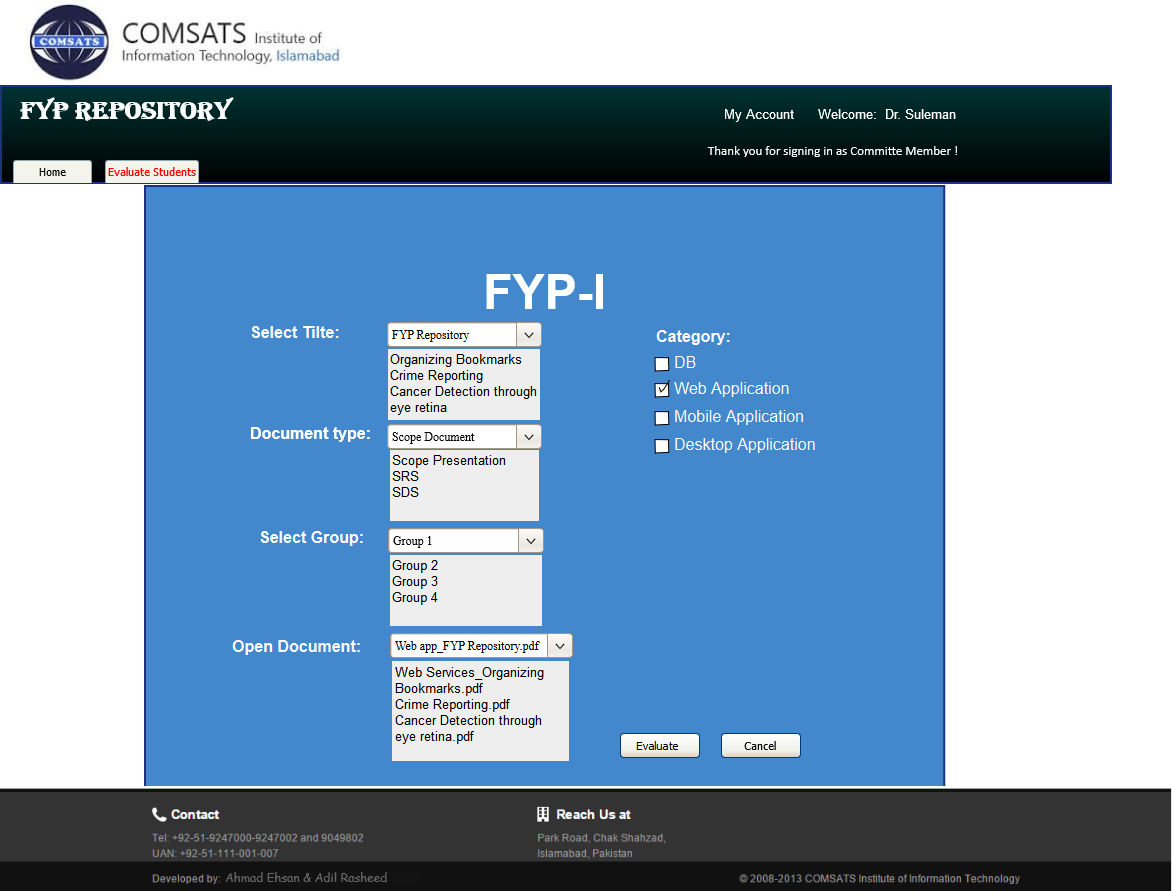 COMSATS
COMSATS Institute of
Information Technology, Islamabad
FYP REPOSITORY
My Account Welcome: Dr. Suleman
Thank you for signing in as Committe Member !
Home Evaluate Students
FYP-I
Select Tilte: FYP Repository
Organizing Bookmarks
Crime Reporting
Cancer Detection through
eye retina
Category:
DB
Web Application
Mobile Application
Desktop Application
Document type: Scope Document
Scope Presentation
SRS
SDS
Select Group: Group 1
Group 2
Group 3
Group 4
Open Document: Web app_FYP Repository.pdf
Web Services_Organizing
Bookmarks.pdf
Crime Reporting.pdf
Cancer Detection through
eye retina.pdf
Evaluate Cancel
Contact
Tel: +92-51-9247000-9247002 and 9049802
UAN: +92-51-111-001-007
Reach Us at
Park Road, Chak Shahzad,
Islamabad, Pakistan
Developed by: Ahmad Ehsan & Adil Rasheed
© 2008-2013 COMSATS Institute of Information Technology